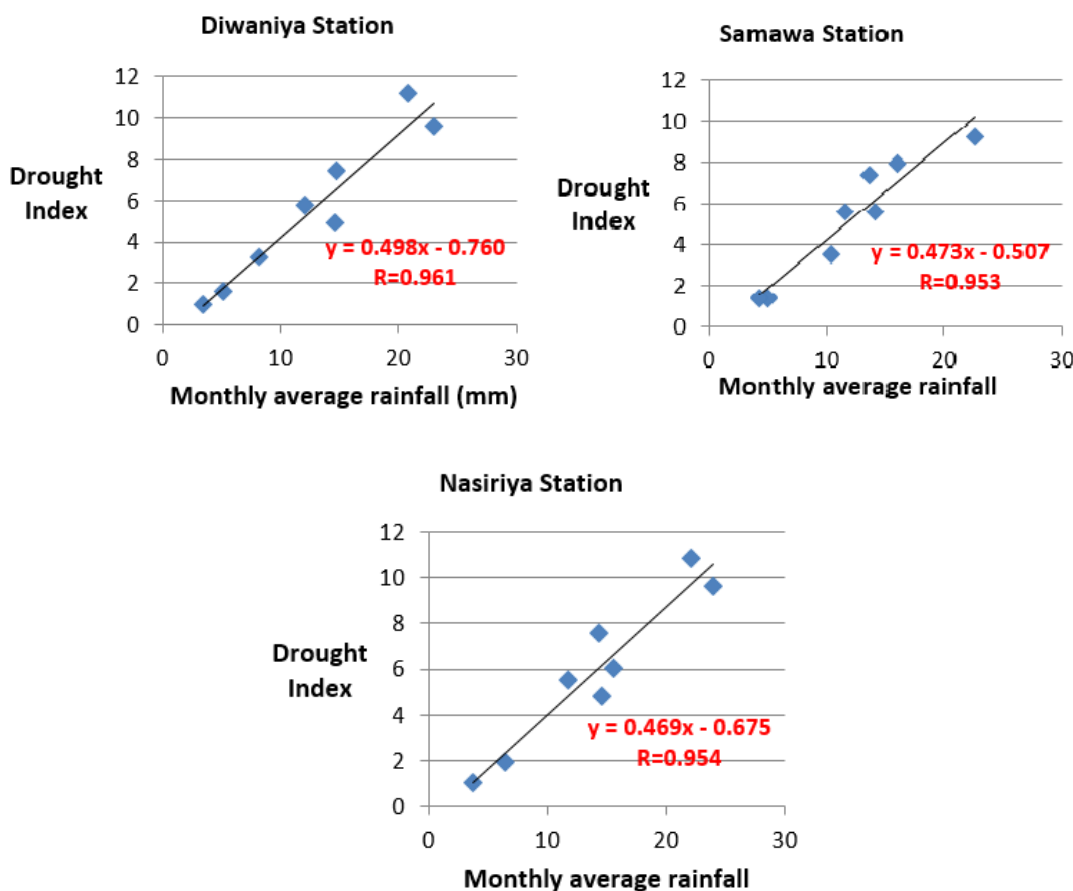 Diwaniya Station
12
10
8
6
4
2
0
Drought
Index
y = 0.498x - 0.760
R=0.961
0 10 20 30
Monthly average rainfall (mm)
Samawa Station
12
10
8
6
4
2
0
Drought
Index
y = 0.473x - 0.507
R=0.953
0 10 20 30
Monthly average rainfall
Nasiriya Station
12
10
8
6
4
2
0
Drought
Index
y = 0.469x - 0.675
R=0.954
0 10 20 30
Monthly average rainfall